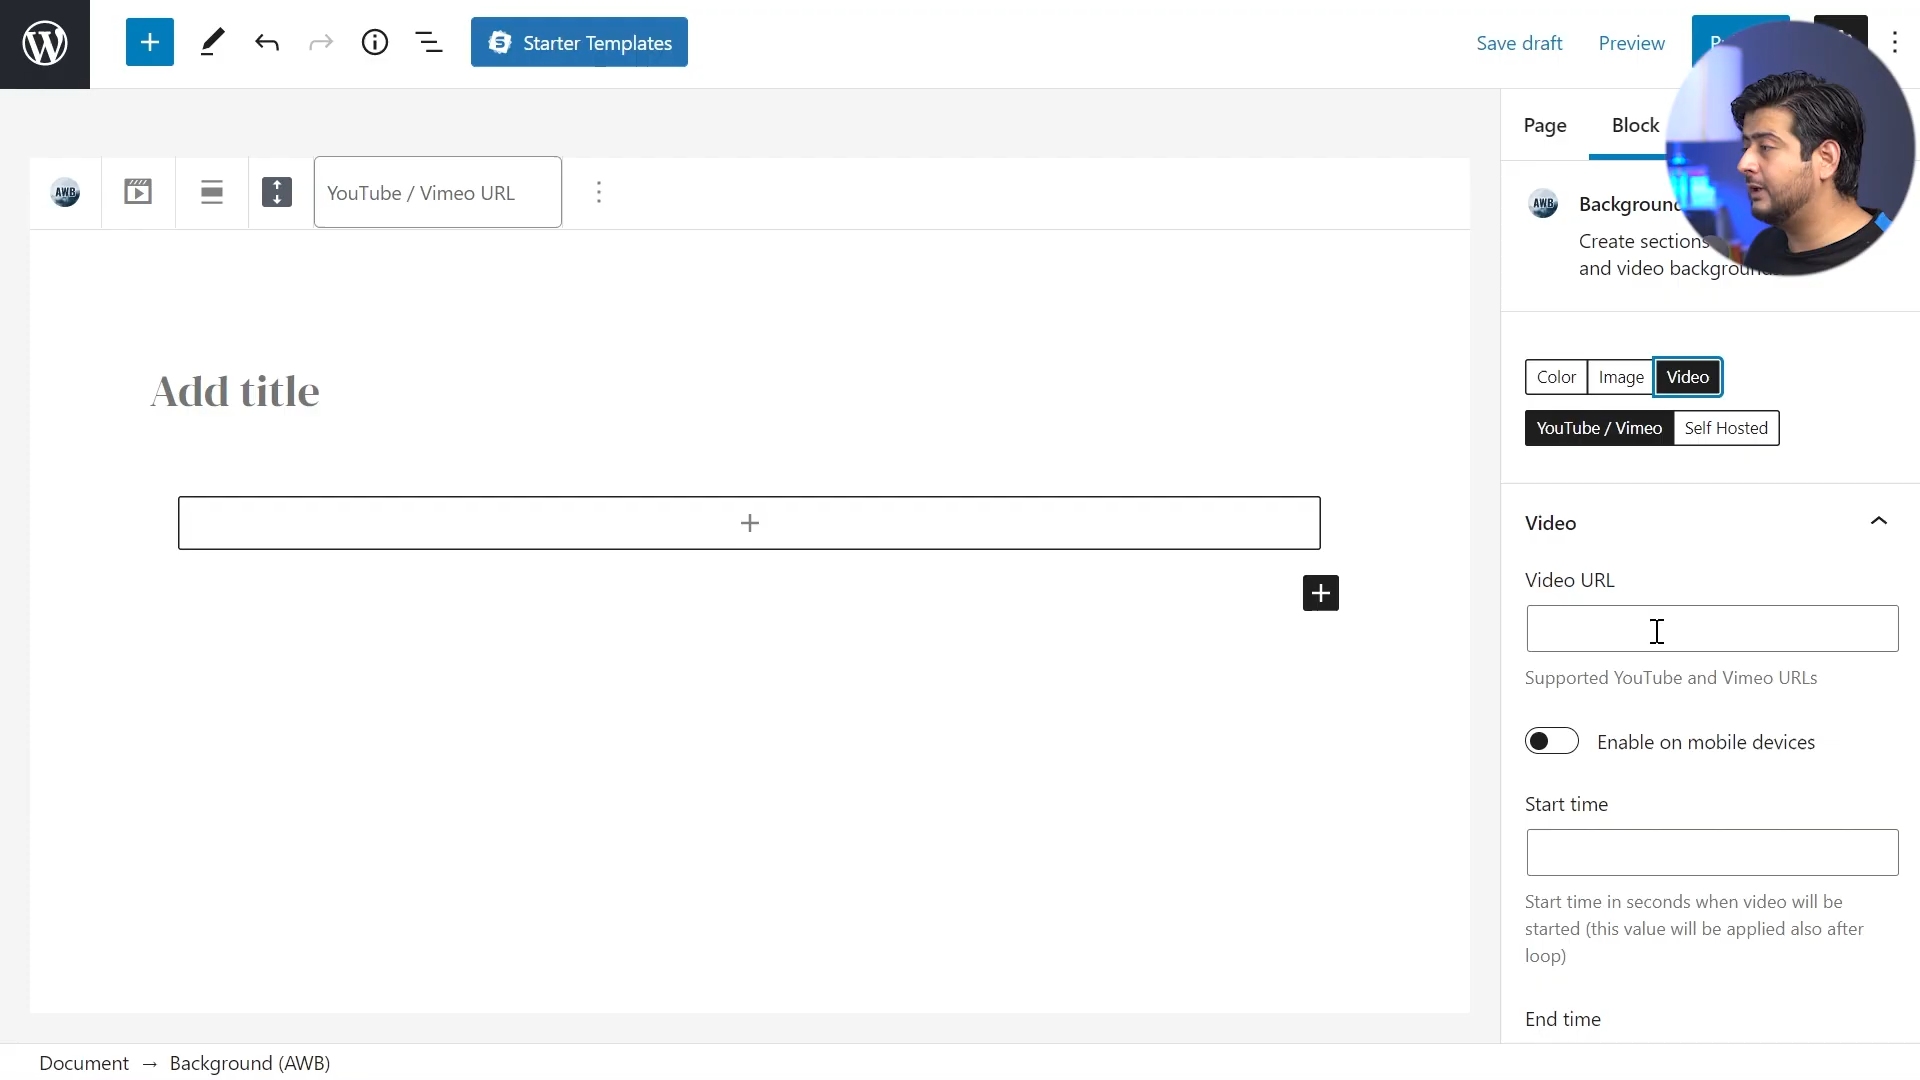 Starter Templates
Save draft
Preview
Page
Block
AWB
YouTube / Vimeo URL
AWB
Background
Create sections
and video background
Add title
Color
Image
Video
YouTube / Vimeo
Self Hosted
Video
Video URL
Supported YouTube and Vimeo URLs
Enable on mobile devices
Start time
Start time in seconds when video will be
started (this value will be applied also after
loop)
End time
Document → Background (AWB)